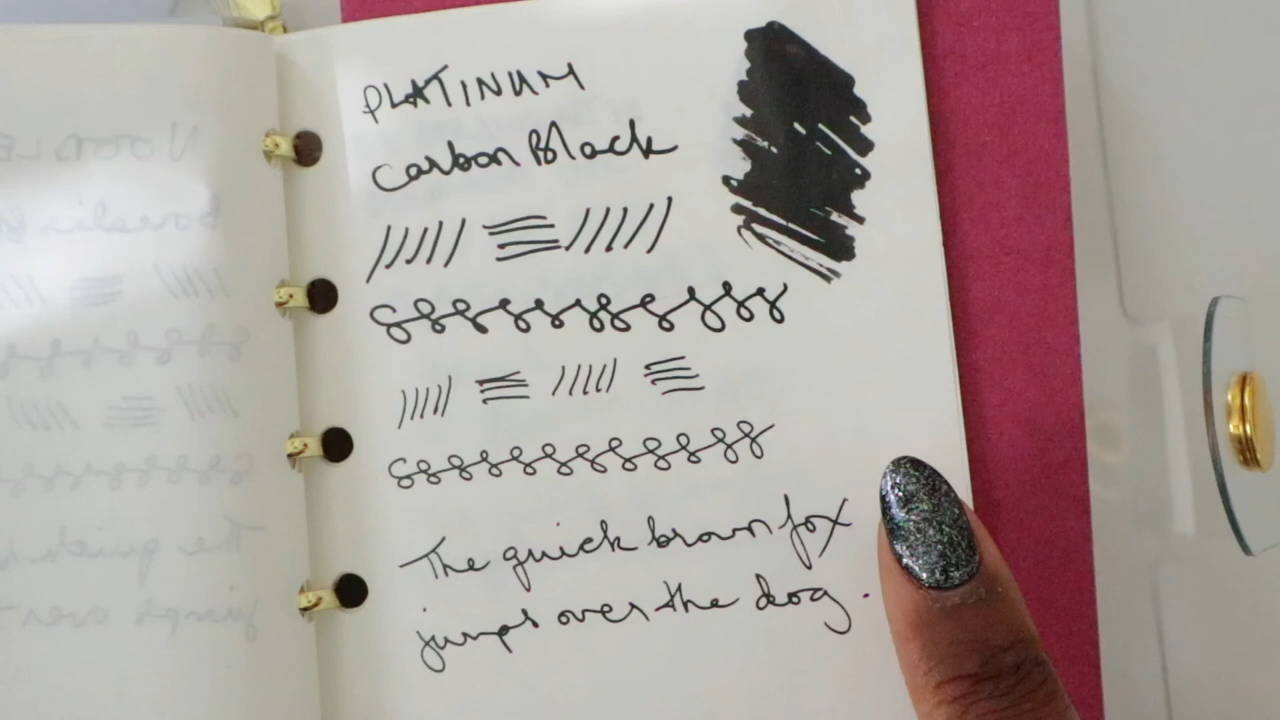 PLATINUM
Carbon Black
The quick brown fox
jumps over the dog.